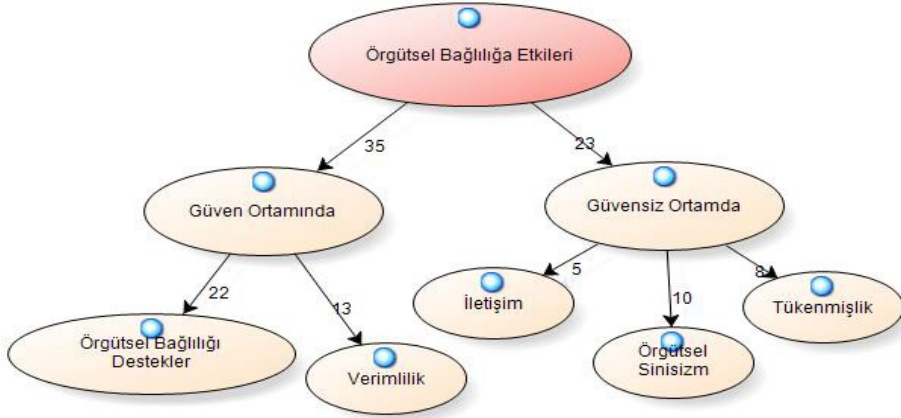 Örgütsel Bağlılığa Etkileri
35
23
Güven Ortamında
Güvensiz Ortamda
22
13
5
10
8
Örgütsel Bağlılığı
Destekler
Verimlilik
İletişim
Örgütsel
Sinisizm
Tükenmişlik